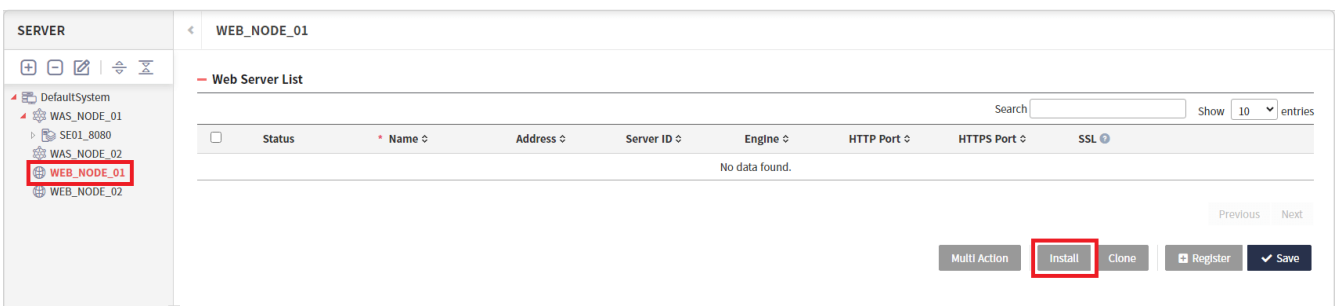 SERVER
WEB_NODE_01
DefaultSystem
WAS_NODE_01
SE01_8080
WAS_NODE_02
WEB_NODE_01
WEB_NODE_02
Web Server List
Search Show 10 entries
Status * Name Address Server ID Engine HTTP Port HTTPS Port SSL ?
No data found.
Previous Next
Multi Action Install Clone Register Save